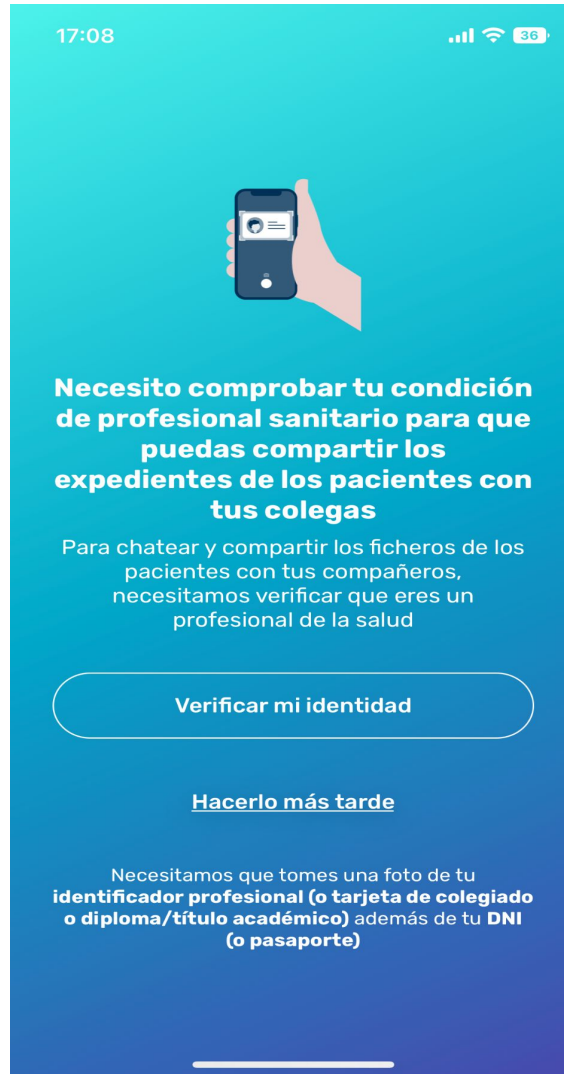 17:08
36
Necesito comprobar tu condición
de profesional sanitario para que
puedas compartir los
expedientes de los pacientes con
tus colegas
Para chatear y compartir los ficheros de los
pacientes con tus compañeros,
necesitamos verificar que eres un
profesional de la salud
Verificar mi identidad
Hacerlo más tarde
Necesitamos que tomes una foto de tu
identificador profesional (o tarjeta de colegiado
o diploma/título académico) además de tu DNI
(o pasaporte)